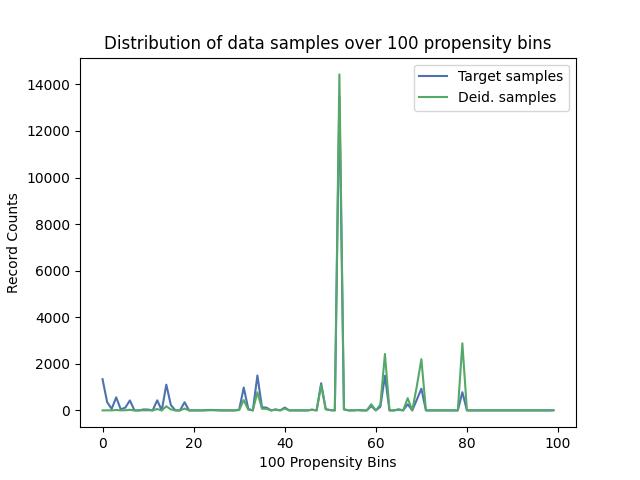 Distribution of data samples over 100 propensity bins
Target samples
Deid. samples
14000
12000
10000
8000
6000
4000
2000
0
Record Counts
0
20
40
60
80
100
100 Propensity Bins